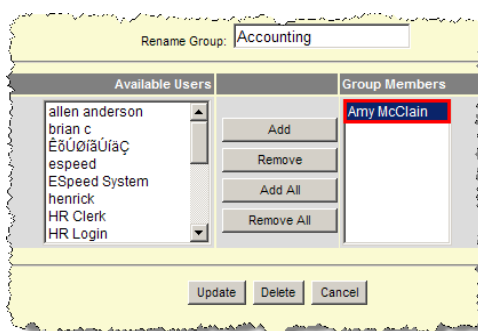 Rename Group: Accounting
Available Users Group Members
allen anderson Amy McClain
brian c Add
ÊõÚØíãÚíäÇ
espeed Remove
ESpeed System Add All
henrick
HR Clerk Remove All
HR Login
Update Delete Cancel